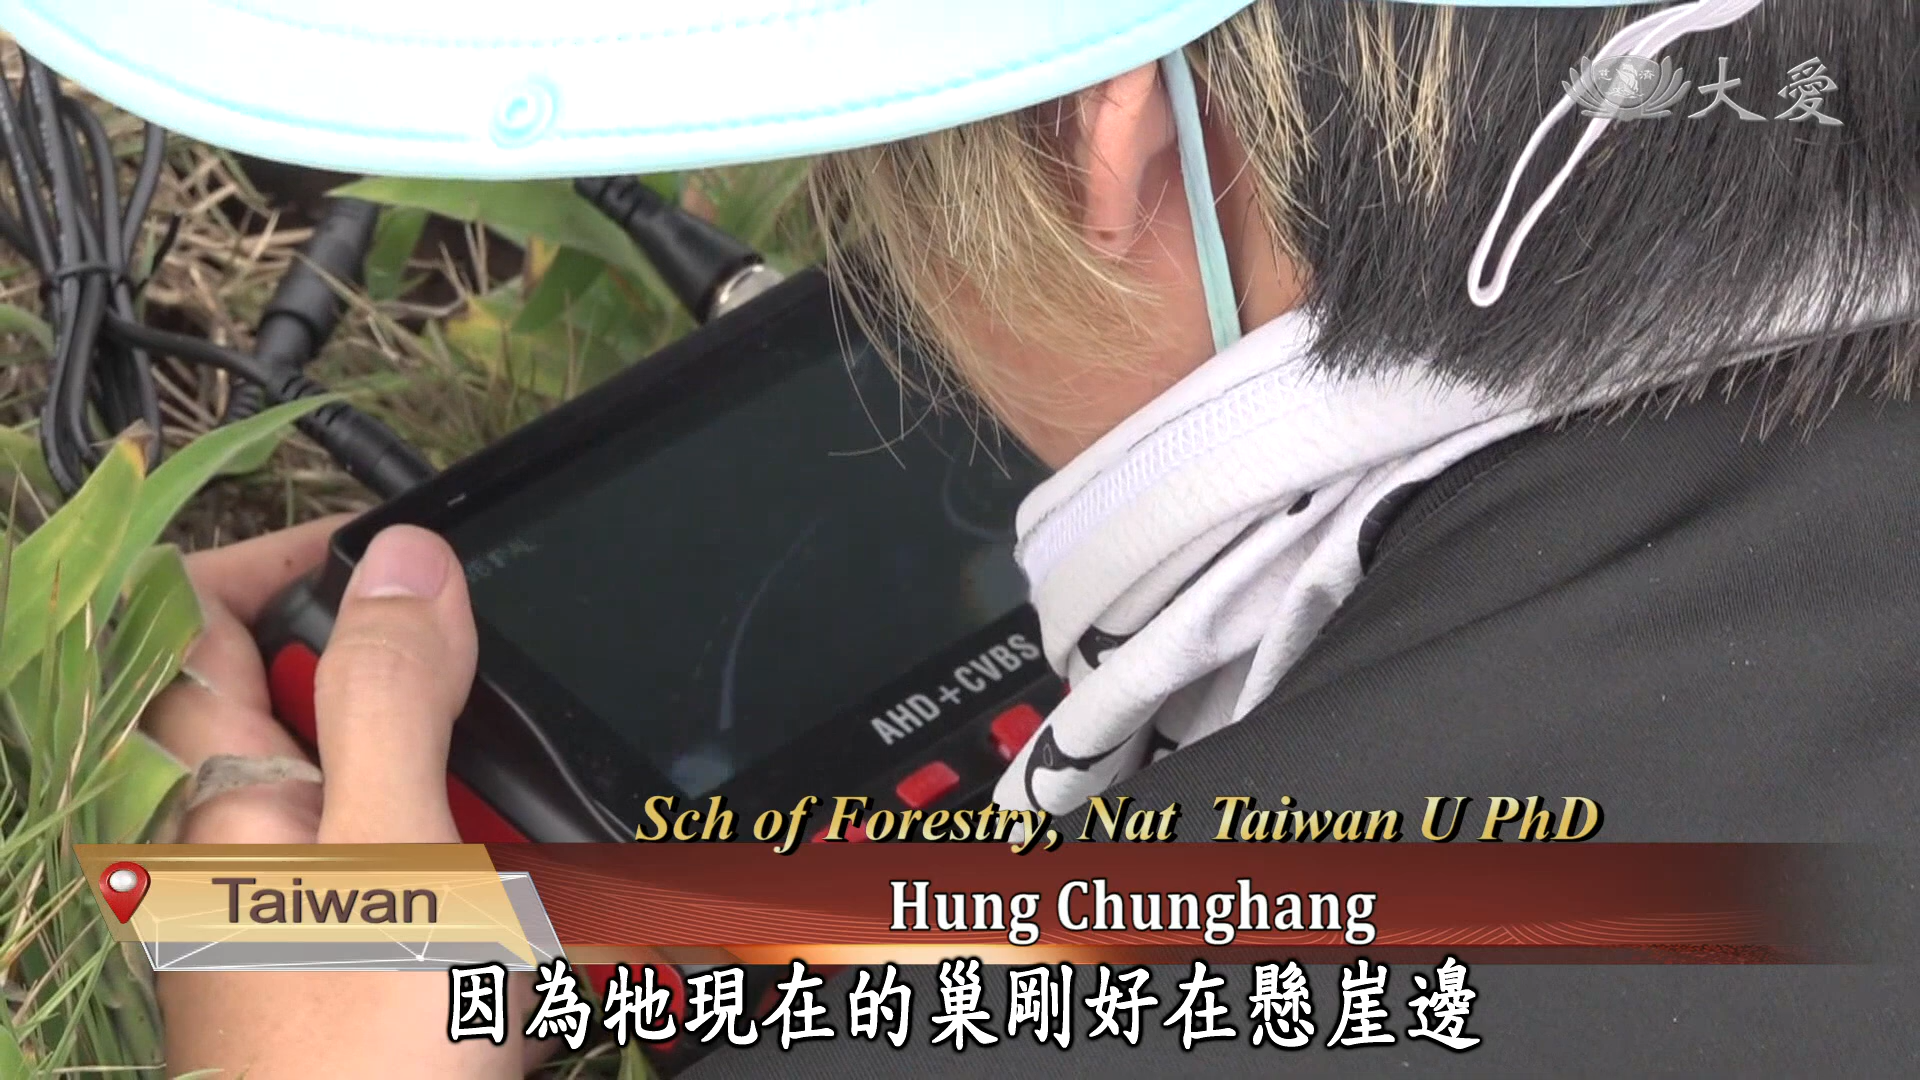 大愛
AHD+CVBS
Sch of Forestry, Nat Taiwan U PhD
Taiwan
Hung Chunghang
因為牠現在的巢剛好在懸崖邊